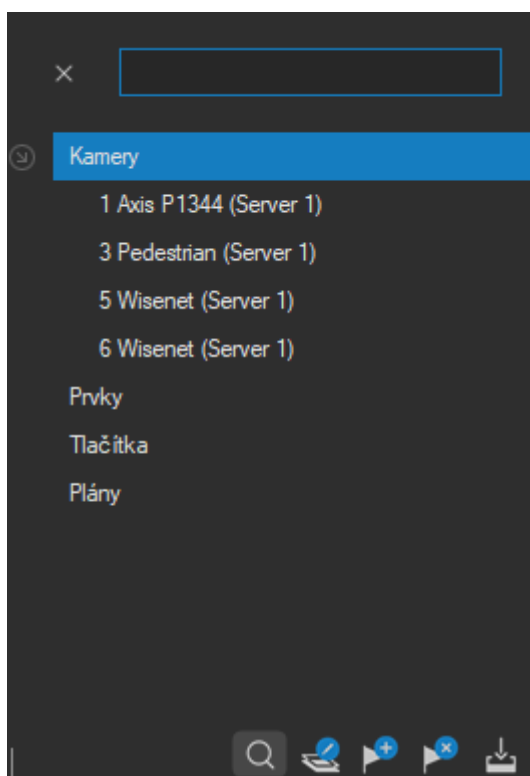 Kamery
1 Axis P1344 (Server 1)
3 Pedestrian (Server 1)
5 Wisenet (Server 1)
6 Wisenet (Server 1)
Prvky
Tlačítka
Plány